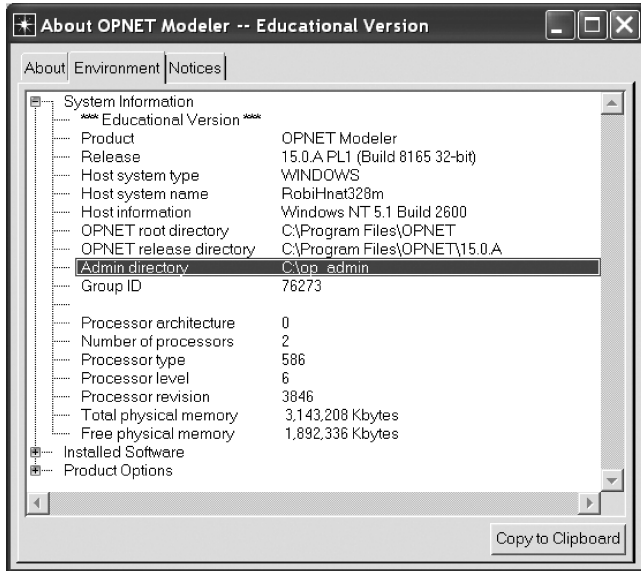 About OPNET Modeler -- Educational Version
About Environment Notices
System Information
*** Educational Version ***
Product OPNET Modeler
Release 15.0.A PL1 (Build 8165 32-bit)
Host system type WINDOWS
Host system name RobiHnat328m
Host information Windows NT 5.1 Build 2600
OPNET root directory C:\Program Files\OPNET
OPNET release directory C:\Program Files\OPNET\15.0.A
Admin directory C:\op_admin
Group ID 76273
Processor architecture 0
Number of processors 2
Processor type 586
Processor level 6
Processor revision 3846
Total physical memory 3,143,208 Kbytes
Free physical memory 1,892,336 Kbytes
Installed Software
Product Options
Copy to Clipboard